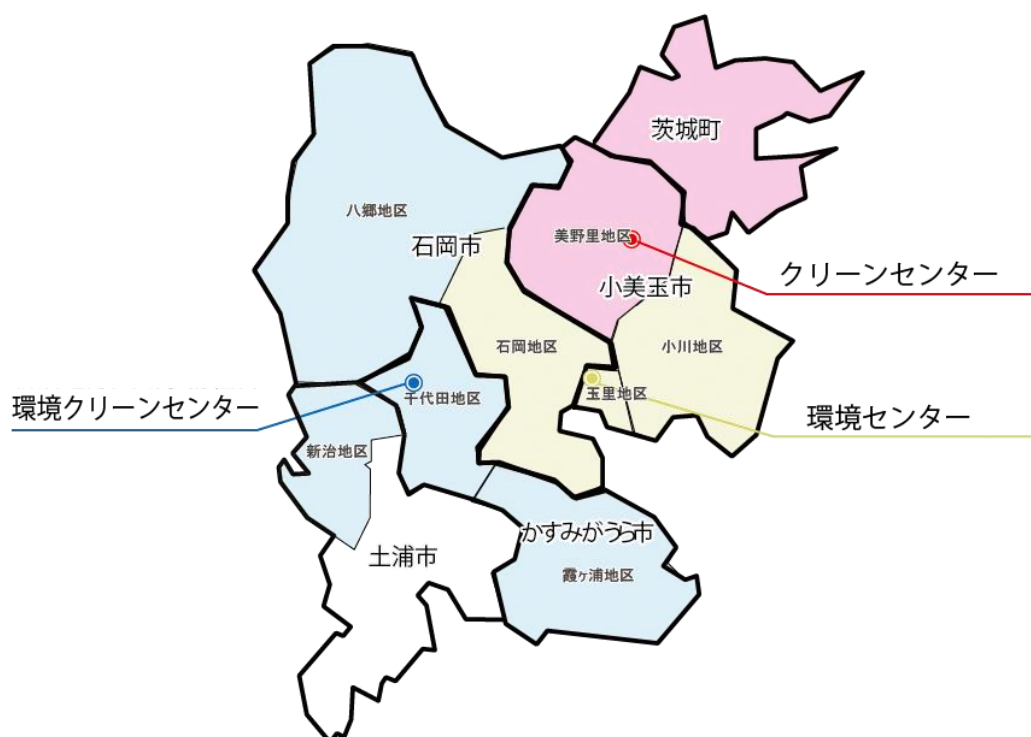 茨城町
八郷地区
美野里地区
石岡市
クリーンセンター
小美玉市
石岡地区
小川地区
千代田地区
玉里地区
環境クリーンセンター
環境センター
新治地区
かすみがうら市
土浦市
霞ヶ浦地区